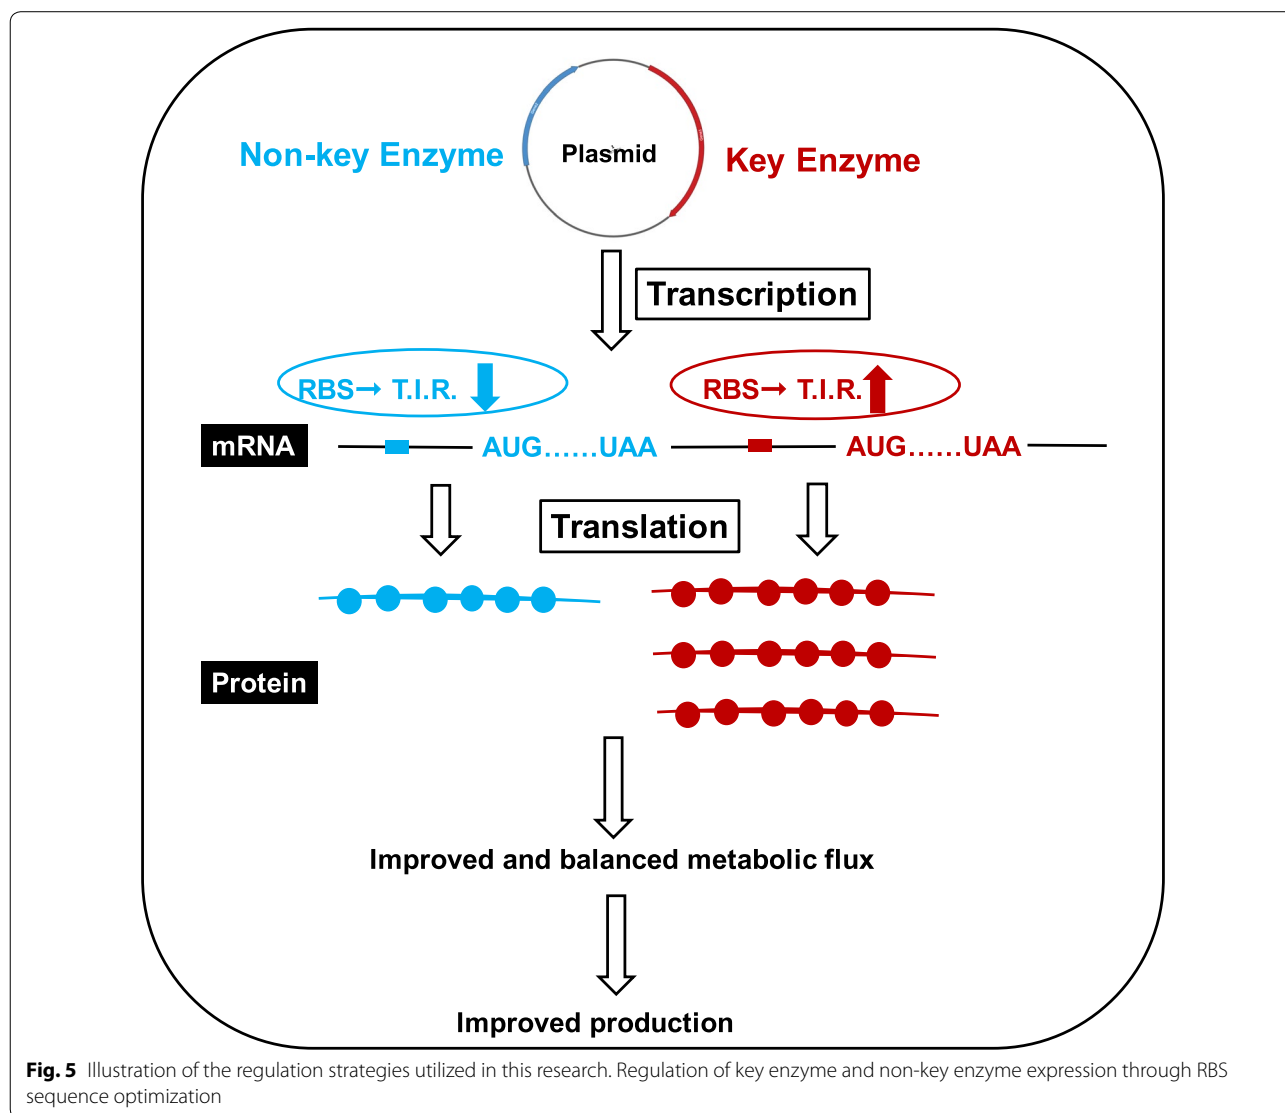 Non-key Enzyme
Plasmid
Key Enzyme
Transcription
RBS→ T.I.R.
RBS→ T.I.R.
mRNA
AUG......UAA
AUG......UAA
Translation
Protein
Improved and balanced metabolic flux
Improved production
Fig. 5 Illustration of the regulation strategies utilized in this research. Regulation of key enzyme and non-key enzyme expression through RBS
sequence optimization